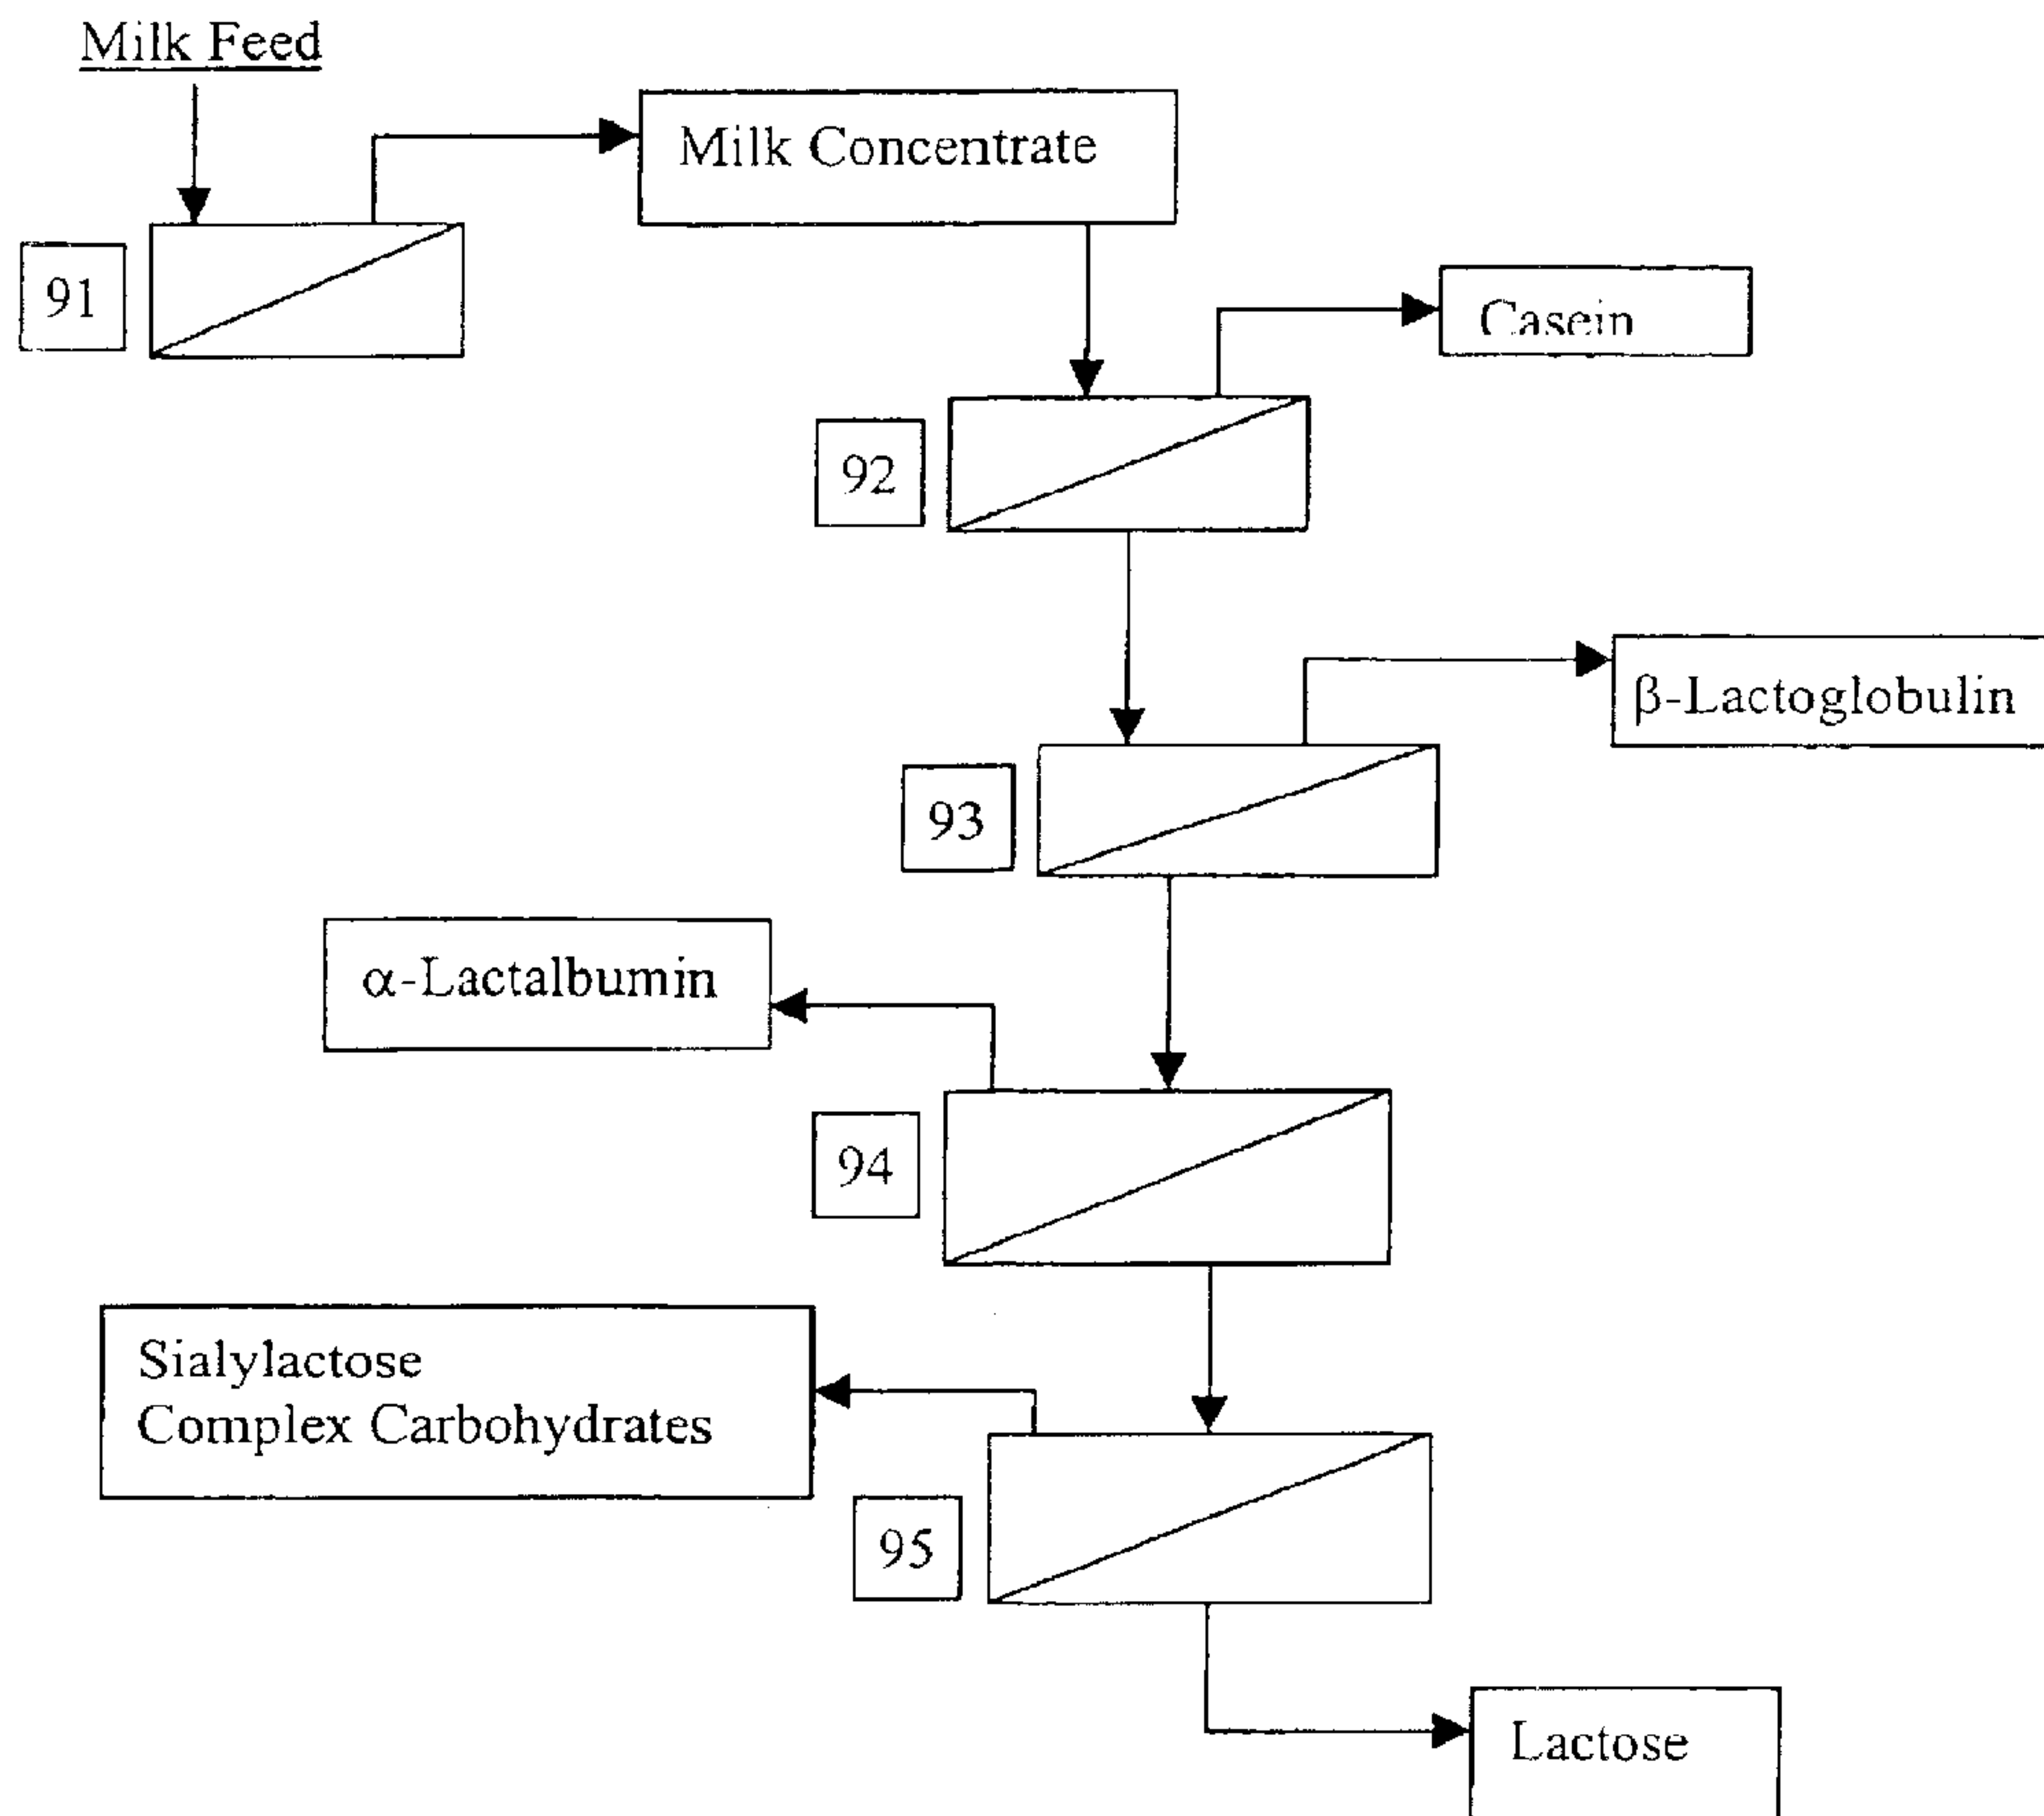 Milk Feed
Milk Concentrate
91
Casein
92
β-Lactoglobulin
93
α-Lactalbumin
94
Sialylactose
Complex Carbohydrates
95
Lactose